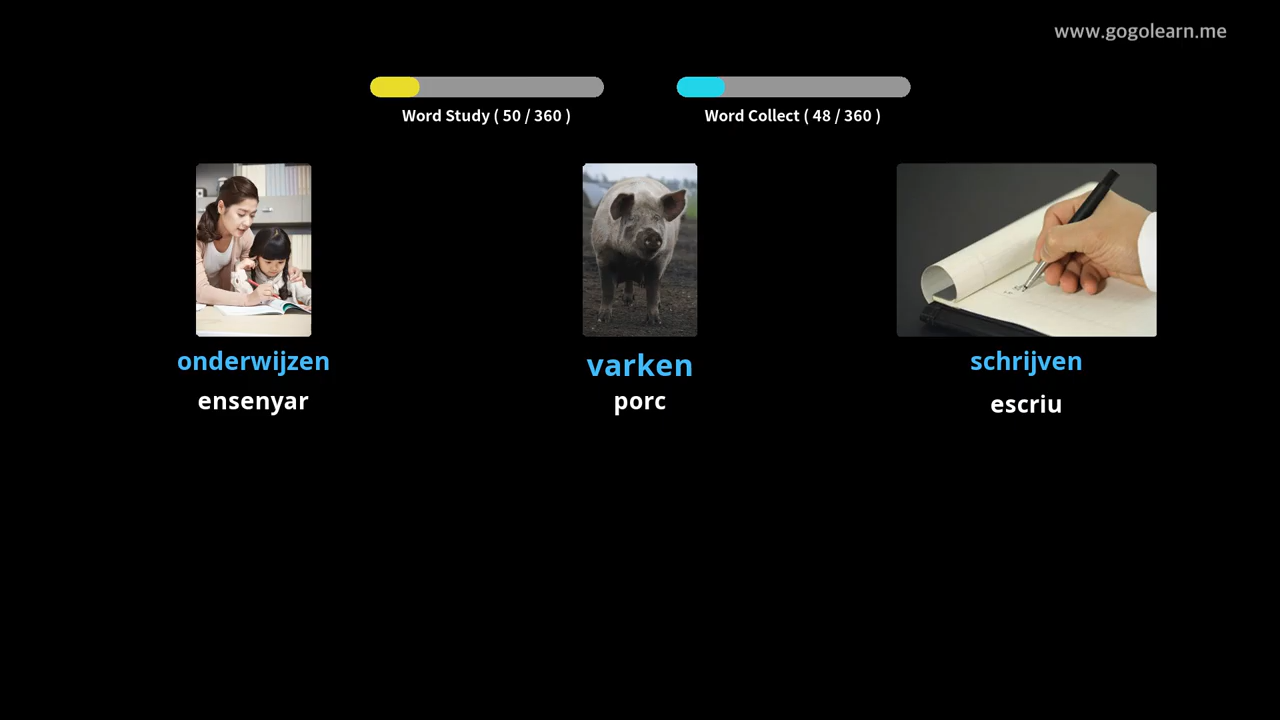 www.gogolearn.me
Word Study ( 50 / 360 )
Word Collect ( 48 / 360 )
onderwijzen
ensenyar
varken
porc
schrijven
escriu